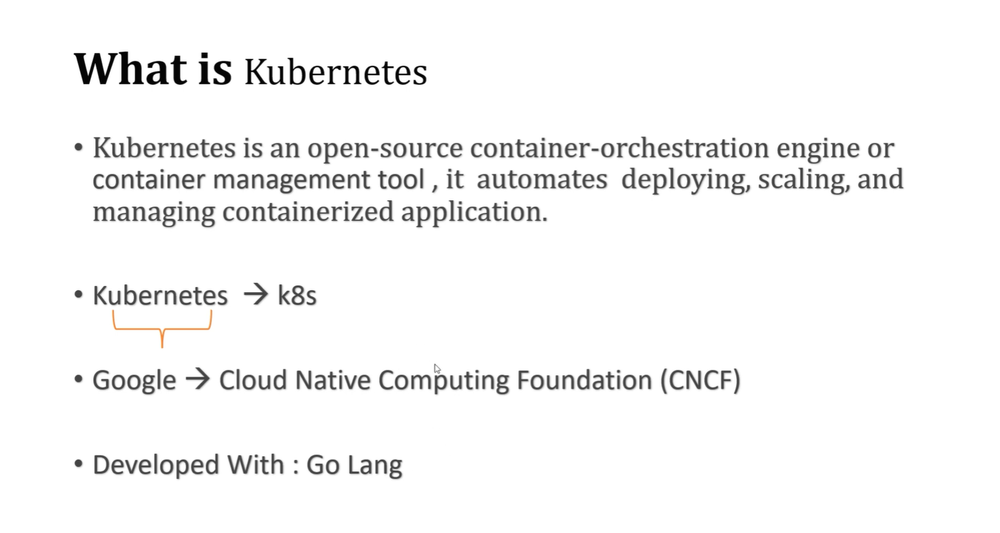 What is Kubernetes
• Kubernetes is an open-source container-orchestration engine or
container management tool , it automates deploying, scaling, and
managing containerized application.
• Kubernetes → k8s
• Google → Cloud Native Computing Foundation (CNCF)
• Developed With : Go Lang